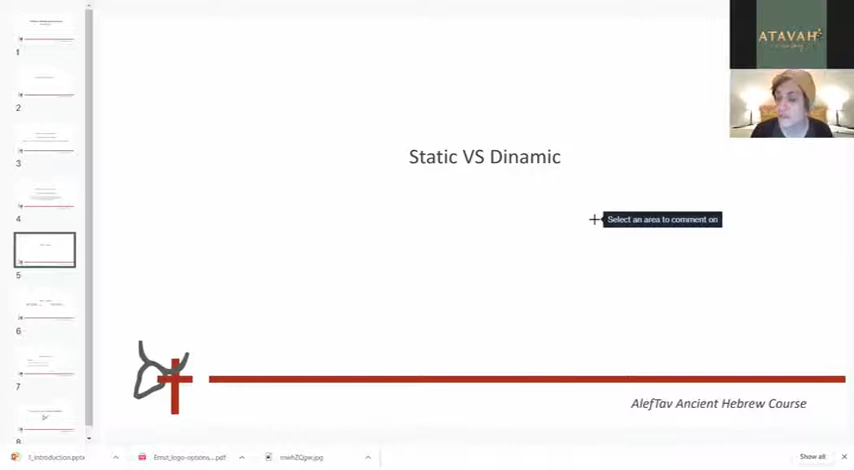 ATAVAH
Static VS Dinamic
Select an area to comment on
1
2
3
4
5
6
7
8
AlefTav Ancient Hebrew Course
1_Introduction.pptx
Ernst_logo-options....pdf
mwhZQgw.jpg
Show all